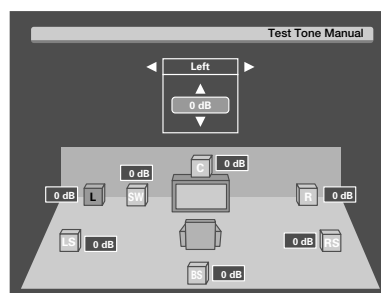 Test Tone Manual
Left
0 dB
0 dB
C
0 dB
0 dB
L
SW
R
0 dB
LS
0 dB
0 dB
RS
BS
0 dB